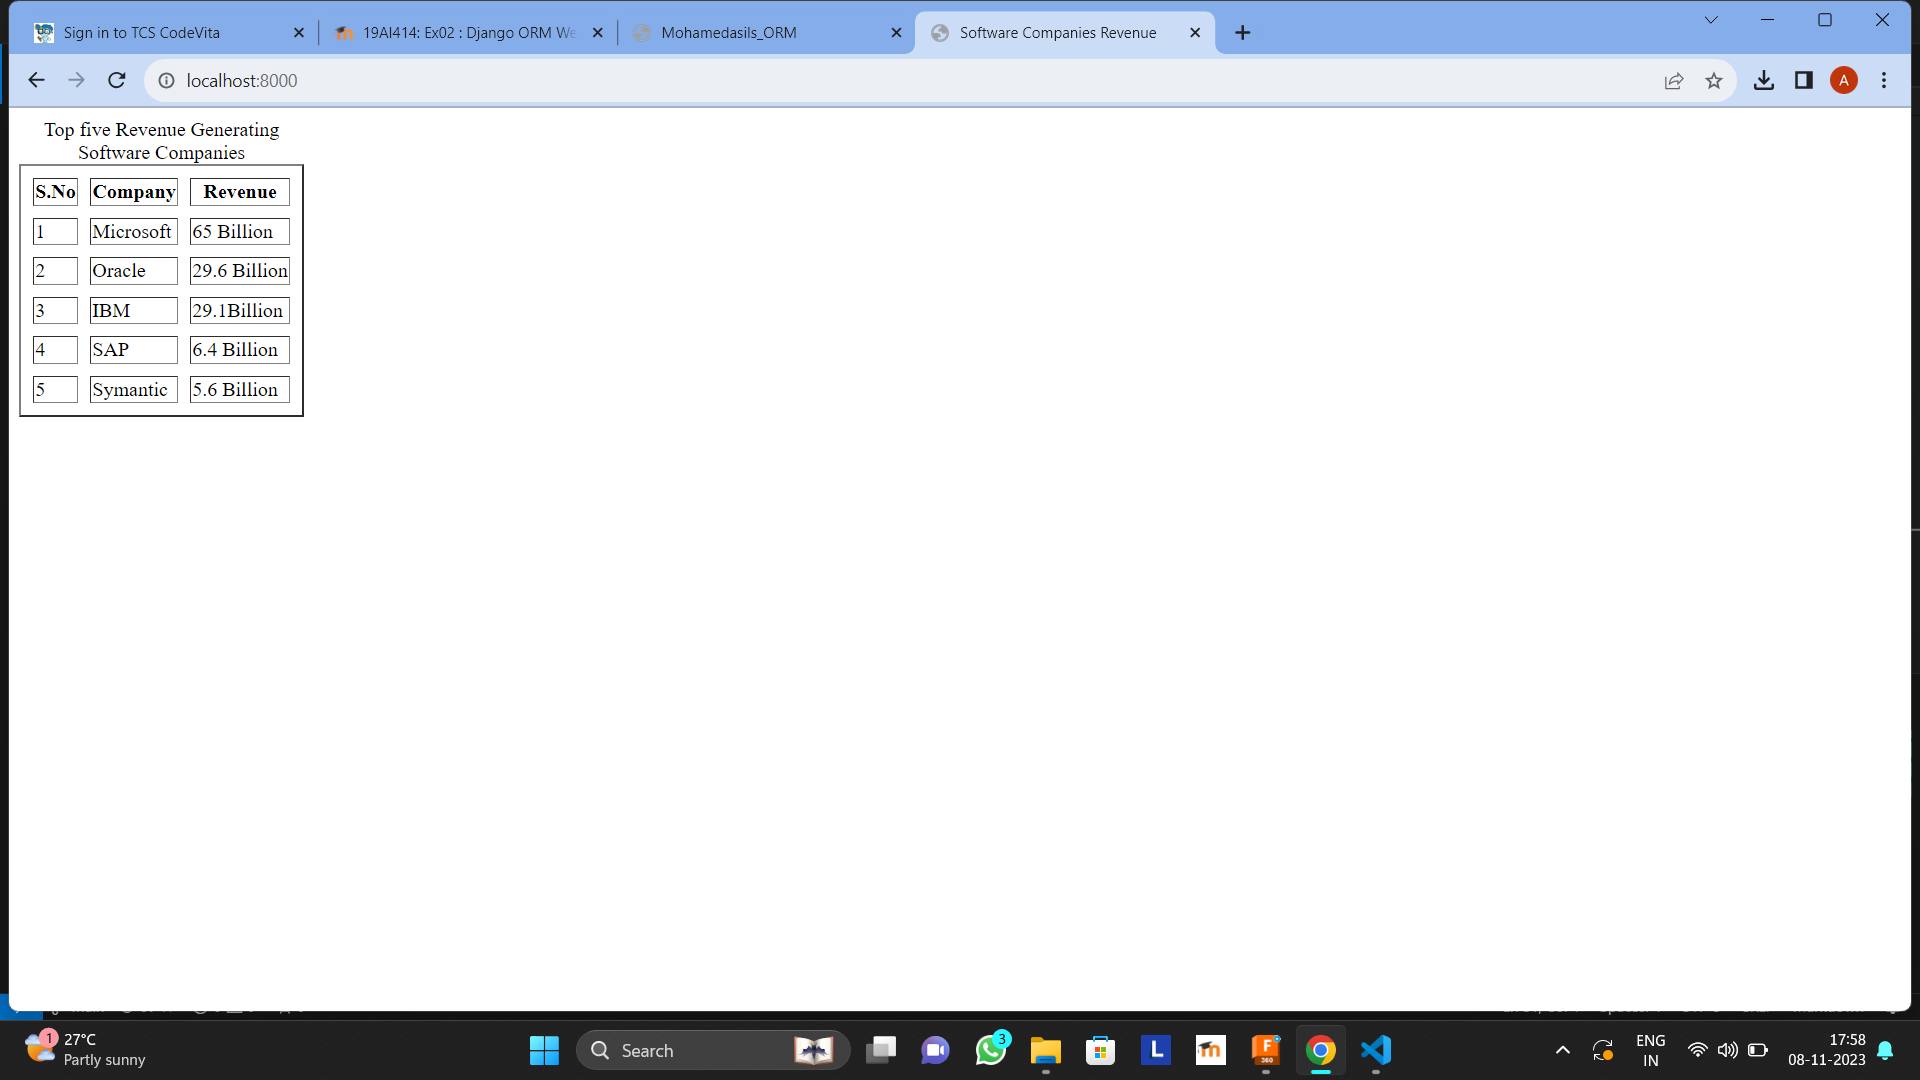 Sign in to TCS CodeVita
19AI414: Ex02 : Django ORM We
Mohamedasils_ORM
Software Companies Revenue
localhost:8000
A
Top five Revenue Generating
Software Companies
S.No Company Revenue
1 Microsoft 65 Billion
2 Oracle 29.6 Billion
3 IBM 29.1Billion
4 SAP 6.4 Billion
5 Symantic 5.6 Billion
1
27°C
Partly sunny
Search
3
L
F
360
ENG
IN
17:58
08-11-2023